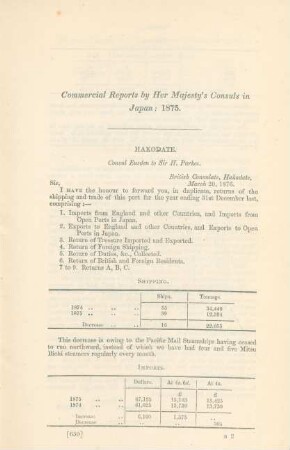 Commercial Reports by Her Majesty's Consuls in
Japan; 1875.
HAKODATE.
Consul Eusden to Sir H. Parkes.
British Consulate, Hakodate,
Sir, March 20, 1876.
I HAVE the honour to forward you, in duplicate, returns of the
shipping and trade of this port for the year ending 31st December last,
comprising:—
1. Imports from England and other Countries, and Imports from
Open Ports in Japan.
2. Exports to England and other Countries, and Exports to Open
Ports in Japan.
3. Return of Treasure Imported and Exported.
4. Return of Foreign Shipping.
5. Return of Duties, &c., Collected.
6. Return of British and Foreign Residents.
7 to 9. Returns A, B, C.
SHIPPING.
Ships. Tonnage.
1874
1875
Decrease
This decrease is owing to the Pacific Mail Steamships having ceased
to run northward, instead of which we have had four and five Mitsu
Bishi steamers regularly every month.
IMPORTS.
Dollars.
1875
1874
Increase
Decrease